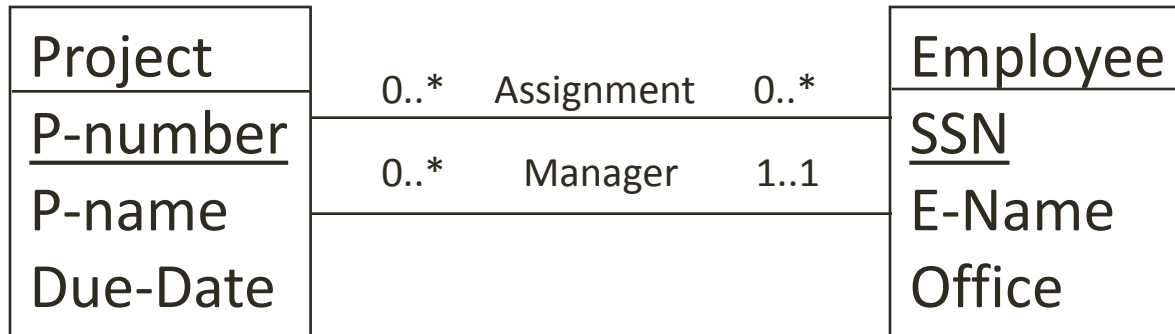 Project
P-number
P-name
Due-Date
0..* Assignment 0..*
0..* Manager 1..1
Employee
SSN
E-Name
Office